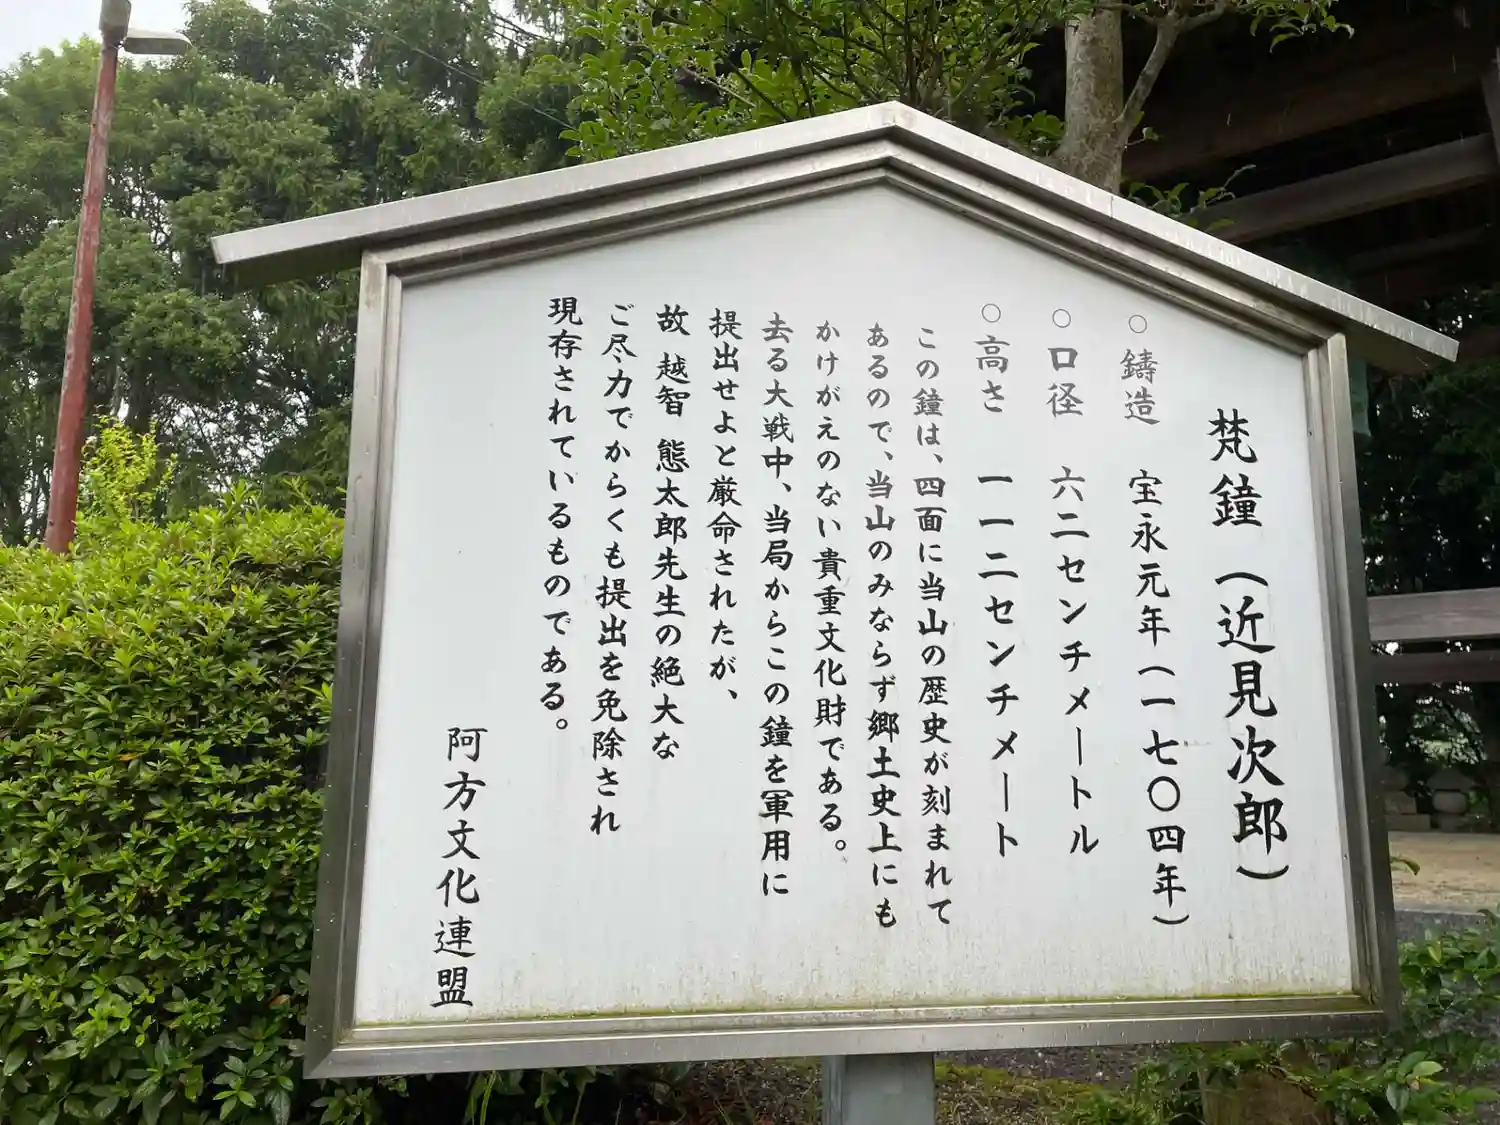 梵鐘（近見次郎）
○鋳造　宝永元年（一七〇四年）
○口径　六二センチメートル
○高さ　一一二センチメート
この鐘は、四面に当山の歴史が刻まれて
あるので、当山のみならず郷土史上にも
かけがえのない貴重文化財である。
去る大戦中、当局からこの鐘を軍用に
提出せよと厳命されたが、
故　越智　態太郎先生の絶大な
ご尽力でからくも提出を免除され
現存されているものである。
阿方文化連盟